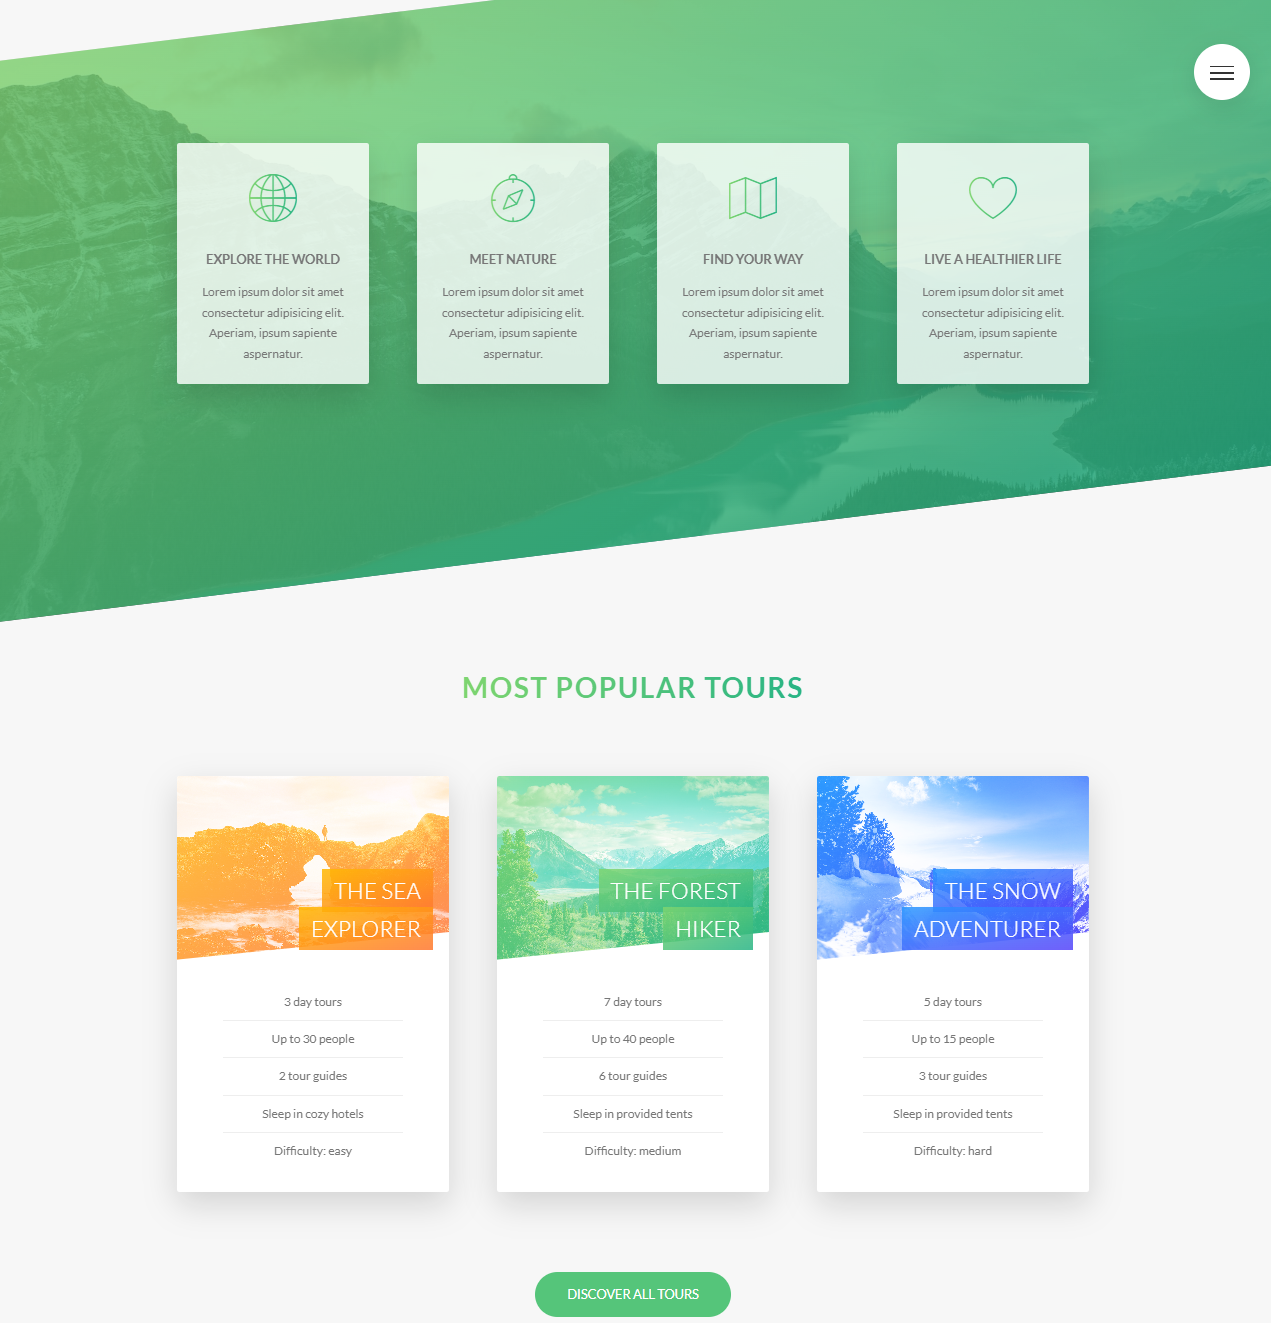 EXPLORE THE WORLD
Lorem ipsum dolor sit amet
consectetur adipisicing elit.
Aperiam, ipsum sapiente
aspernatur.
MEET NATURE
Lorem ipsum dolor sit amet
consectetur adipisicing elit.
Aperiam, ipsum sapiente
aspernatur.
FIND YOUR WAY
Lorem ipsum dolor sit amet
consectetur adipisicing elit.
Aperiam, ipsum sapiente
aspernatur.
LIVE A HEALTHIER LIFE
Lorem ipsum dolor sit amet
consectetur adipisicing elit.
Aperiam, ipsum sapiente
aspernatur.
MOST POPULAR TOURS
THE SEA
EXPLORER
3 day tours
Up to 30 people
2 tour guides
Sleep in cozy hotels
Difficulty: easy
THE FOREST
HIKER
7 day tours
Up to 40 people
6 tour guides
Sleep in provided tents
Difficulty: medium
THE SNOW
ADVENTURER
5 day tours
Up to 15 people
3 tour guides
Sleep in provided tents
Difficulty: hard
DISCOVER ALL TOURS